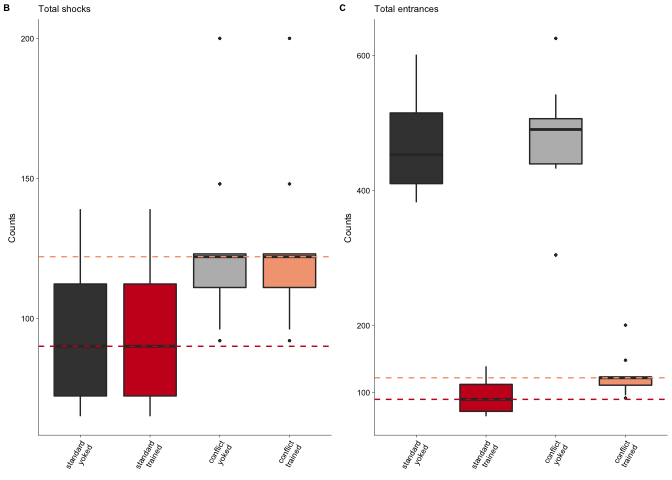 B
Total shocks
Counts
200
150
100
standard
yoked
standard
trained
conflict
yoked
conflict
trained
C
Total entrances
Counts
600
400
200
100
standard
yoked
standard
trained
conflict
yoked
conflict
trained